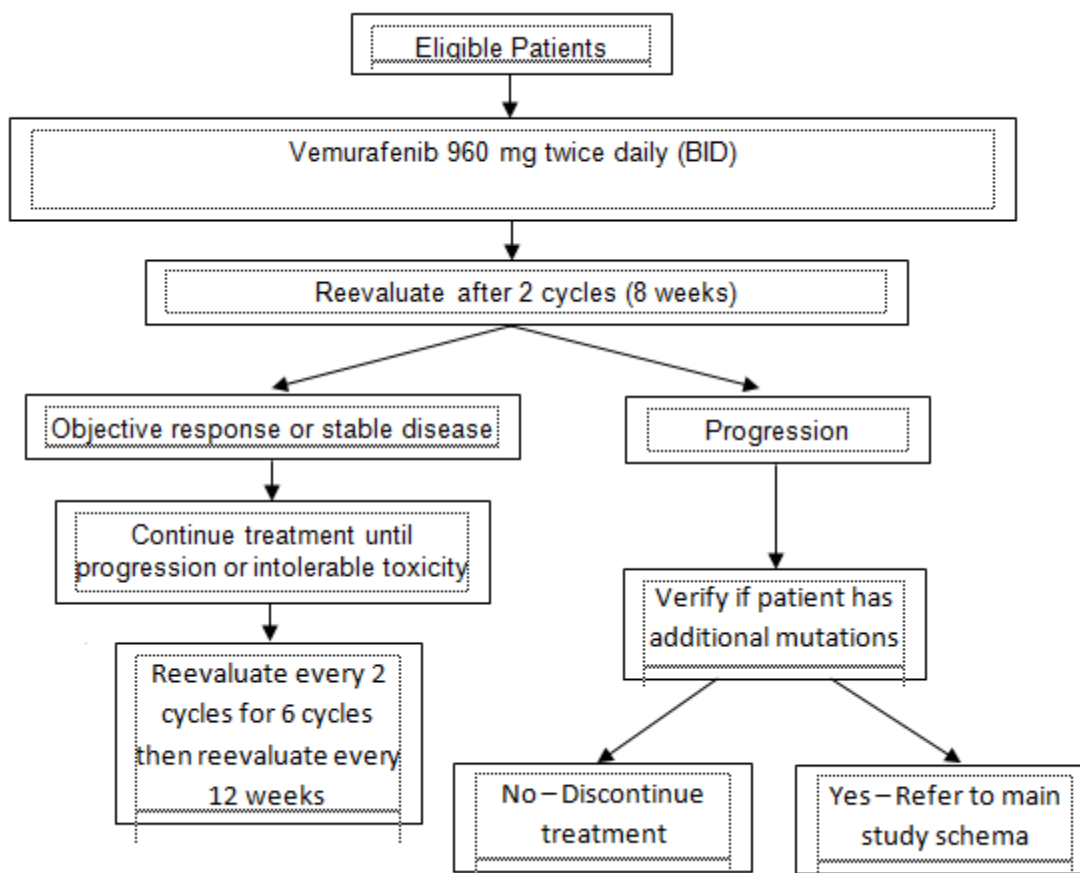 Eligible Patients
Vemurafenib 960 mg twice daily (BID)
Reevaluate after 2 cycles (8 weeks)
Objective response or stable disease
Progression
Continue treatment until
progression or intolerable toxicity
Verify if patient has
additional mutations
Reevaluate every 2
cycles for 6 cycles
then reevaluate every
12 weeks
No – Discontinue
treatment
Yes – Refer to main
study schema